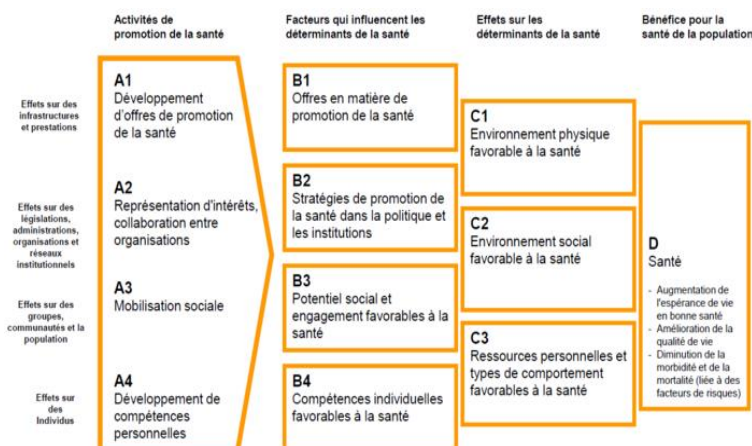 Activités de
promotion de la santé
Facteurs qui influencent les
déterminants de la santé
Effets sur les
déterminants de la santé
Bénéfice pour la
santé de la population
Effets sur des
infrastructures
et prestations
A1
Développement
d'offres de promotion
de la santé
B1
Offres en matière de
promotion de la santé
C1
Environnement physique
favorable à la santé
Effets sur des
législations,
administrations,
organisations et
réseaux
institutionnels
A2
Représentation d'intérêts,
collaboration entre
organisations
B2
Stratégies de promotion de
la santé dans la politique et
les institutions
C2
Environnement social
favorable à la santé
D
Santé
- Augmentation de
l'espérance de vie
en bonne santé
- Amélioration de la
qualité de vie
- Diminution de la
morbidité et de la
mortalité (liée à des
facteurs de risques)
Effets sur des
groupes,
communautés et la
population
A3
Mobilisation sociale
B3
Potentiel social et
engagement favorables à la
santé
C3
Ressources personnelles et
types de comportement
favorables à la santé
Effets sur
des
Individus
A4
Développement de
compétences
personnelles
B4
Compétences individuelles
favorables à la santé